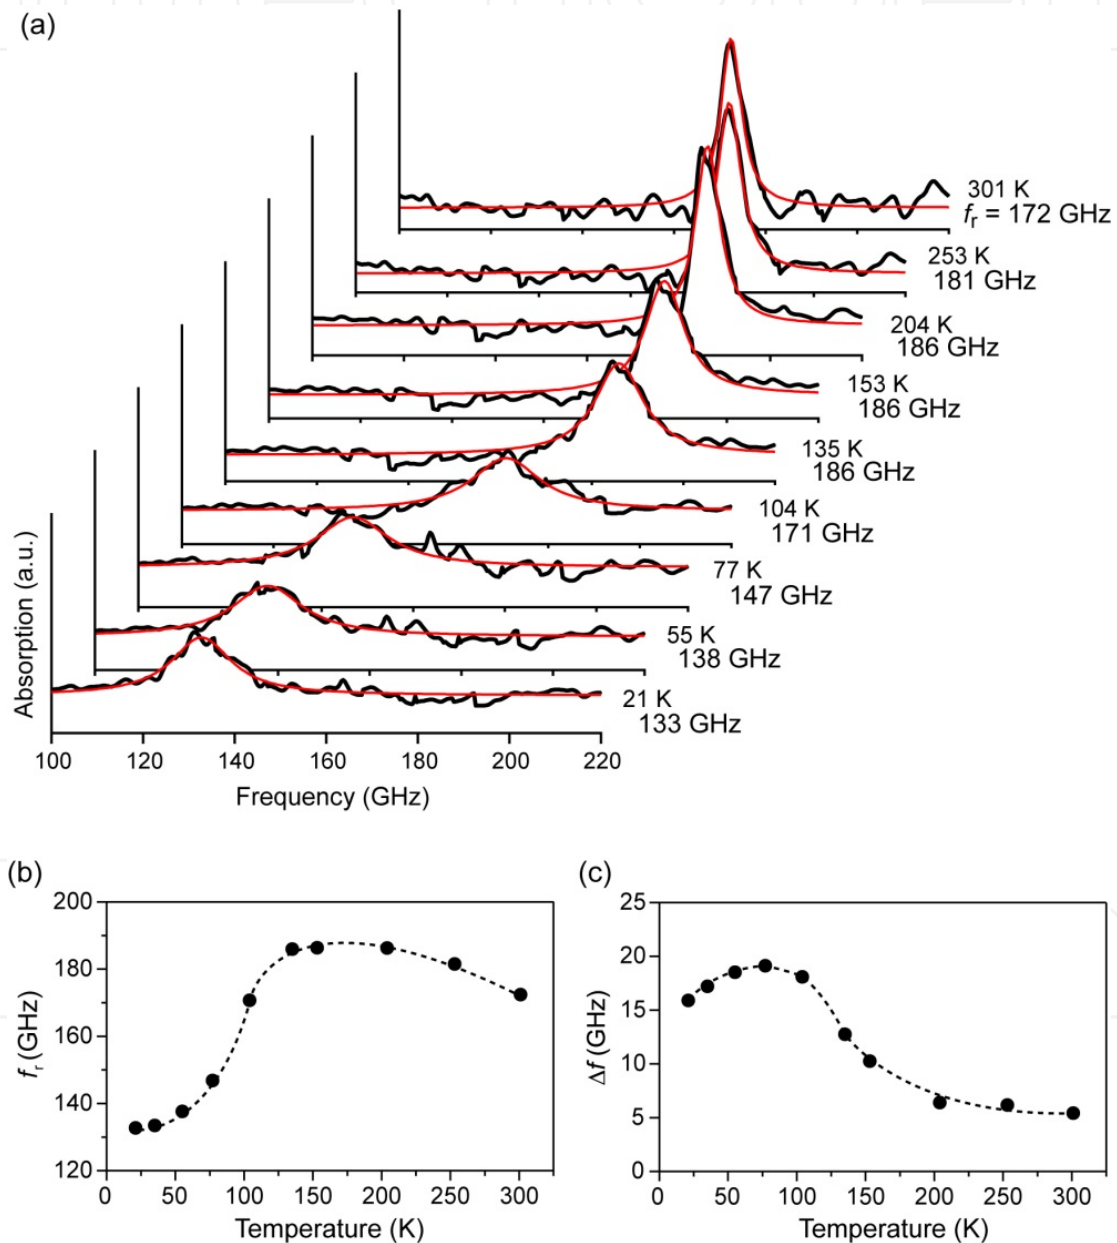 (a)
301 K
fr = 172 GHz
253 K
181 GHz
204 K
186 GHz
153 K
186 GHz
135 K
186 GHz
104 K
171 GHz
77 K
147 GHz
55 K
138 GHz
21 K
133 GHz
Absorption (a.u.)
100 120 140 160 180 200 220
Frequency (GHz)
(b)
200
180
160
140
120
fr (GHz)
0 50 100 150 200 250 300
Temperature (K)
(c)
25
20
15
10
5
0
Δf (GHz)
0 50 100 150 200 250 300
Temperature (K)